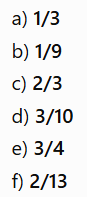 a) 1/3
b) 1/9
c) 2/3
d) 3/10
e) 3/4
f) 2/13